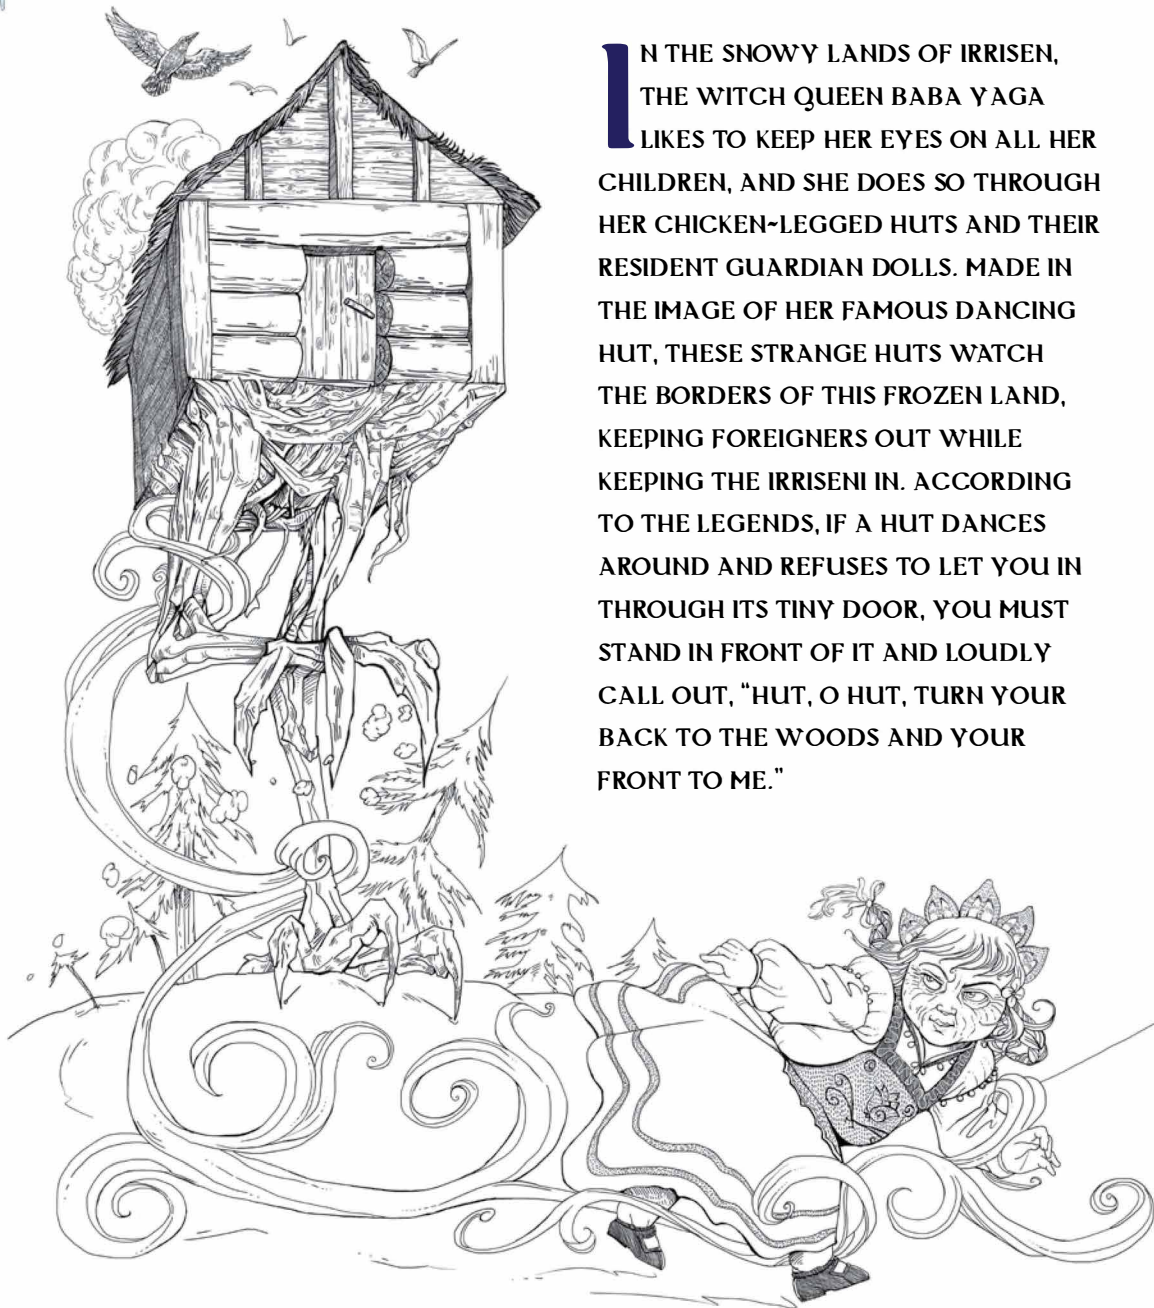 IN THE SNOWY LANDS OF IRRISEN,
THE WITCH QUEEN BABA YAGA
LIKES TO KEEP HER EYES ON ALL HER
CHILDREN, AND SHE DOES SO THROUGH
HER CHICKEN-LEGGED HUTS AND THEIR
RESIDENT GUARDIAN DOLLS. MADE IN
THE IMAGE OF HER FAMOUS DANCING
HUT, THESE STRANGE HUTS WATCH
THE BORDERS OF THIS FROZEN LAND,
KEEPING FOREIGNERS OUT WHILE
KEEPING THE IRRISENI IN. ACCORDING
TO THE LEGENDS, IF A HUT DANCES
AROUND AND REFUSES TO LET YOU IN
THROUGH ITS TINY DOOR, YOU MUST
STAND IN FRONT OF IT AND LOUDLY
CALL OUT, “HUT, O HUT, TURN YOUR
BACK TO THE WOODS AND YOUR
FRONT TO ME.”